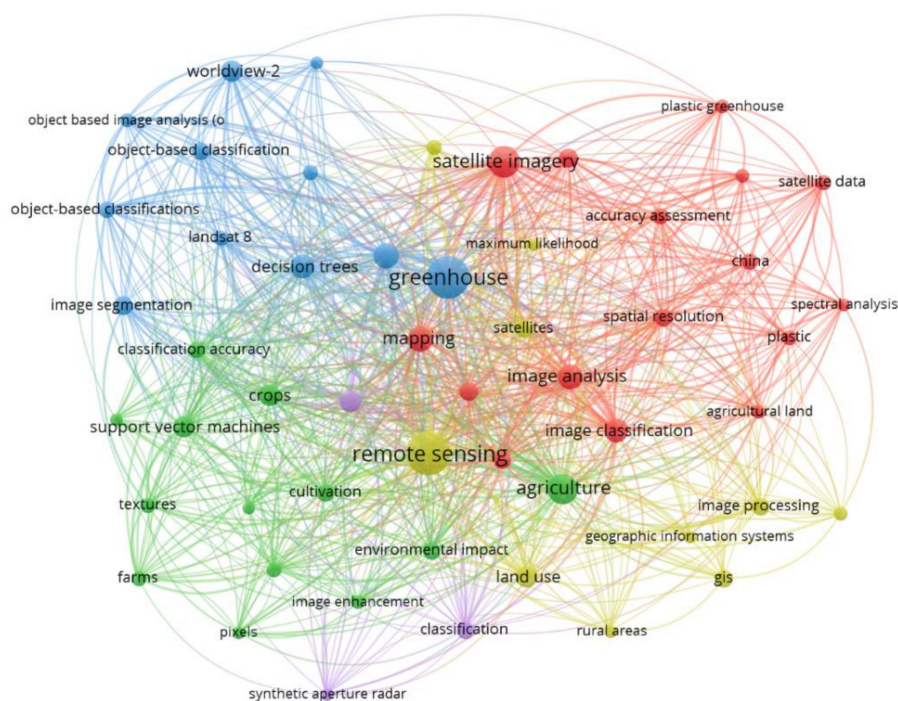 worldview-2
plastic greenhouse
object based image analysis (o
object-based classification
satellite imagery
satellite data
object-based classifications
accuracy assessment
landsat 8
maximum likelihood
decision trees
greenhouse
china
image segmentation
spectral analysis
satellites
spatial resolution
mapping
plastic
classification accuracy
image analysis
crops
agricultural land
support vector machines
image classification
remote sensing
agriculture
cultivation
textures
image processing
geographic information systems
environmental impact
farms
land use
gis
image enhancement
pixels
classification
rural areas
synthetic aperture radar